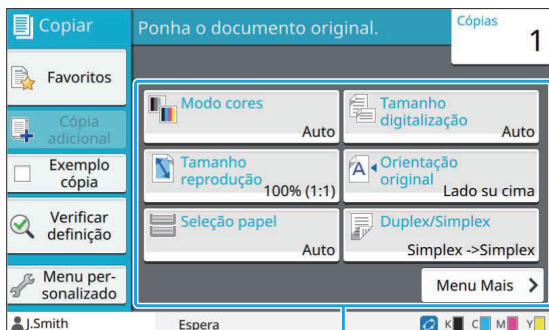 Copiar
Ponha o documento original.
Cópias
1
Favoritos
Cópia
adicional
Exemplo
cópia
Verificar
definição
Menu per-
sonalizado
Modo cores
Auto
Tamanho
digitalização
Auto
Tamanho
reprodução
100% (1:1)
Orientação
original
Lado su cima
Seleção papel
Auto
Duplex/Simplex
Simplex ->Simplex
Menu Mais
J.Smith
Espera
K C M Y